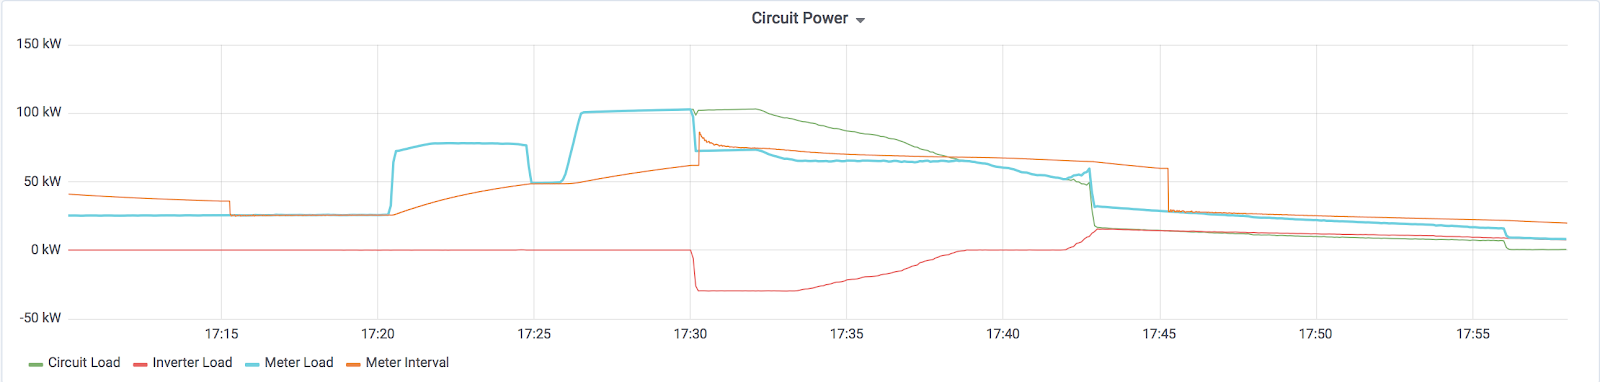 Circuit Power
150 kW
100 kW
50 kW
0 kW
-50 kW
17:15 17:20 17:25 17:30 17:35 17:40 17:45 17:50 17:55
Circuit Load Inverter Load Meter Load Meter Interval